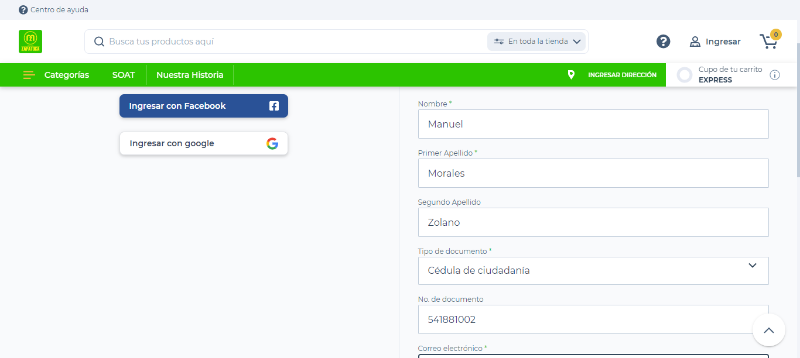 Centro de ayuda
Busca tus productos aquí
En toda la tienda
Ingresar
0
Categorías
SOAT
Nuestra Historia
INGRESAR DIRECCIÓN
Cupo de tu carrito
EXPRESS
Ingresar con Facebook
Ingresar con google
Nombre *
Manuel
Primer Apellido *
Morales
Segundo Apellido
Zolano
Tipo de documento *
Cédula de ciudadanía
No. de documento
541881002
Correo electrónico *